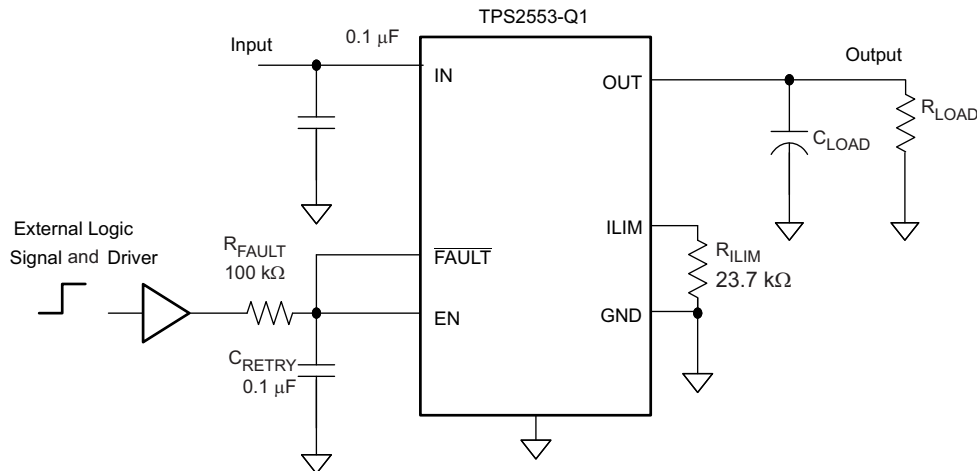 TPS2553-Q1
Input
0.1 μF
IN
OUT
Output
R_LOAD
C_LOAD
External Logic
Signal and Driver
R_FAULT
100 kΩ
FAULT
ILIM
R_ILIM
23.7 kΩ
EN
GND
C_RETRY
0.1 μF